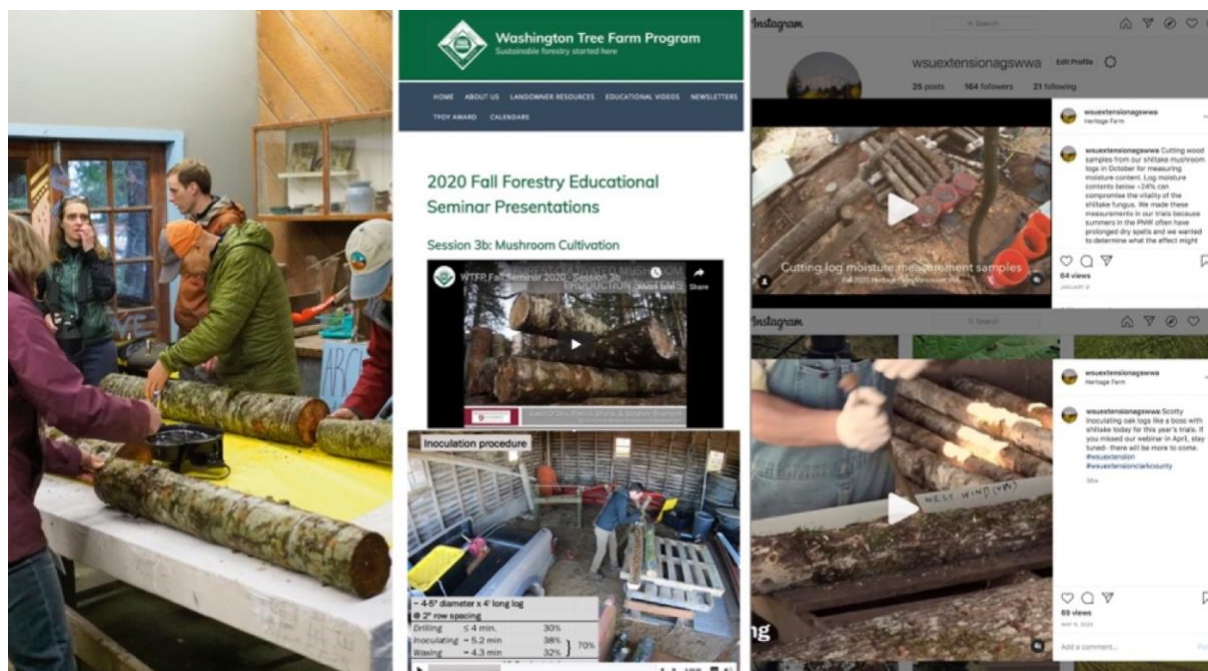 ARC
Washington Tree Farm Program
Sustainable forestry started here
HOME ABOUT US LANDOWNER RESOURCES EDUCATIONAL VIDEOS NEWSLETTERS
TFOY AWARD CALENDARS
2020 Fall Forestry Educational
Seminar Presentations
Session 3b: Mushroom Cultivation
WTFP Fall Seminar 2020 - Session 3b
Share
Inoculation procedure
~ 4-5" diameter x 4' long log
@ 2" row spacing
Drilling ≤ 4 min. 30%
Inoculating ~ 5.2 min 38%
Waxing ~ 4.3 min 32%
70%
Instagram
Search
wsuextensionagswwa Edit Profile
25 posts 164 followers 21 following
wsuextensionagswwa
Heritage Farm
wsuextensionagswwa Cutting wood
samples from our shiitake mushroom
logs in October for measuring
moisture content. Log moisture
contents below ~24% can
compromise the vitality of the
shiitake fungus. We made these
measurements in our trials because
summers in the PNW often have
prolonged dry spells and we wanted
to determine what the effect might
Cutting log moisture measurement samples
64 views
Instagram
Search
wsuextensionagswwa
Heritage Farm
wsuextensionagswwa Scotty
inoculating oak logs like a boss with
shiitake today for this year's trials. If
you missed our webinar in April, stay
tuned- there will be more to come.
#wsuextension
#wsuextensionclarkcounty
WEST WIND
ng
69 views
MAY 6, 2020
Add a comment...